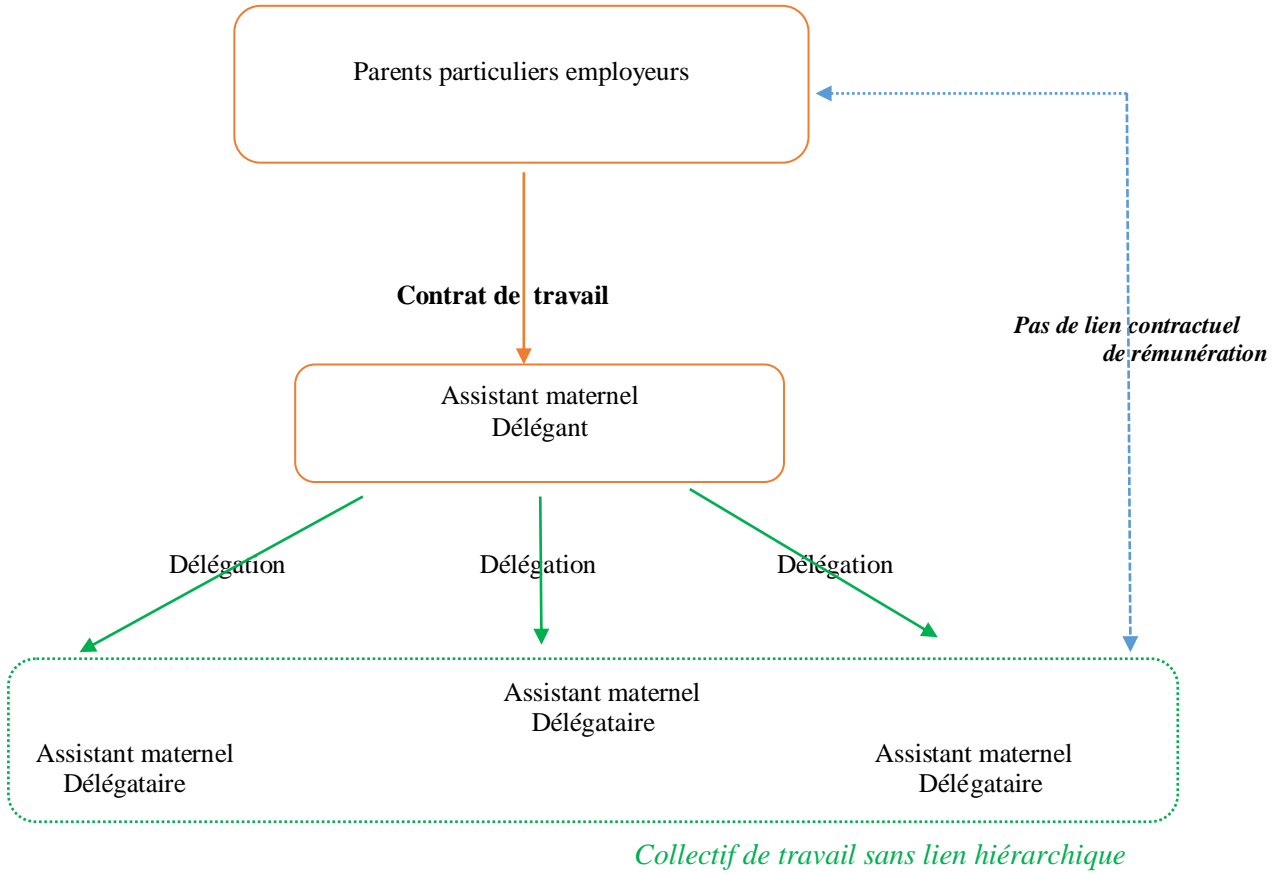 Parents particuliers employeurs
Contrat de travail
Pas de lien contractuel
de rémunération
Assistant maternel
Délégant
Délégation
Délégation
Délégation
Assistant maternel
Délégataire
Assistant maternel
Délégataire
Assistant maternel
Délégataire
Collectif de travail sans lien hiérarchique